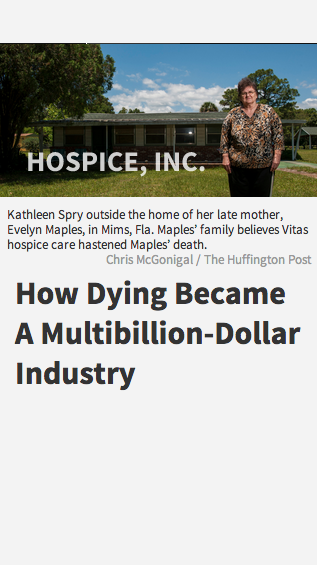 HOSPICE, INC.
Kathleen Spry outside the home of her late mother,
Evelyn Maples, in Mims, Fla. Maples’ family believes Vitas
hospice care hastened Maples’ death.
Chris McGonigal / The Huffington Post
How Dying Became
A Multibillion-Dollar
Industry